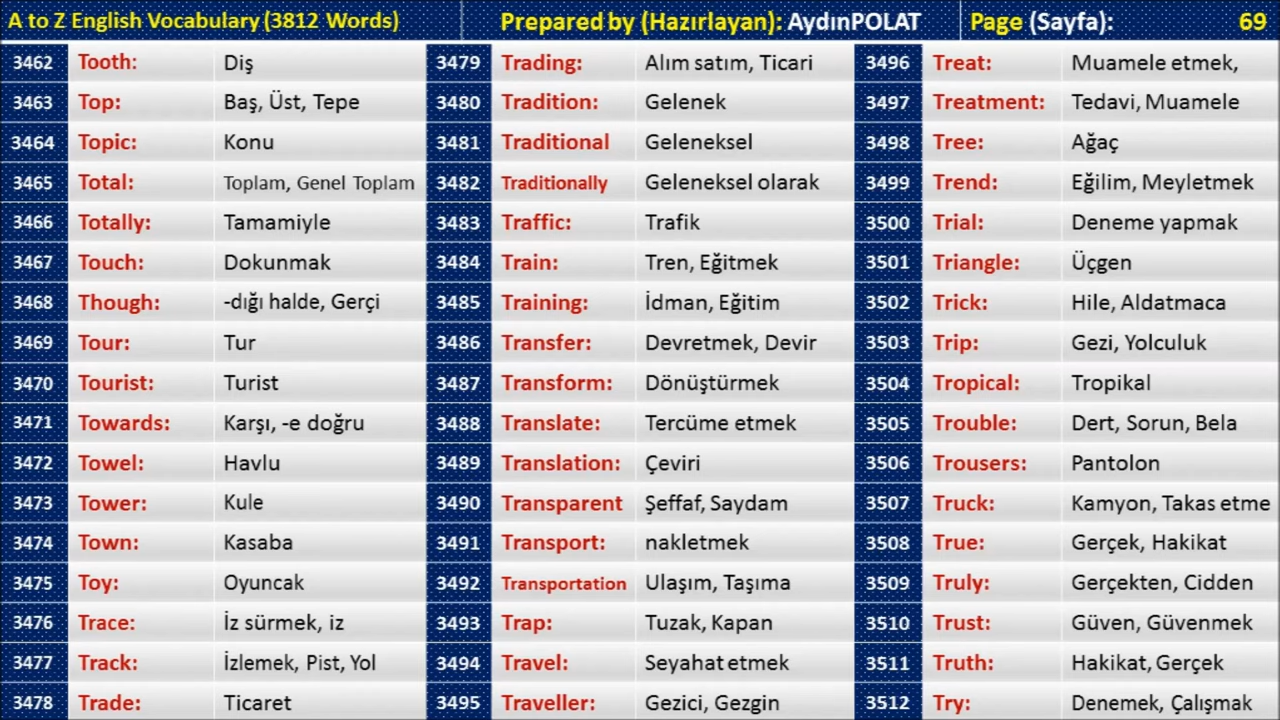 A to Z English Vocabulary (3812 Words) Prepared by (Hazırlayan): AydınPOLAT Page (Sayfa): 69
3462 Tooth: Diş
3463 Top: Baş, Üst, Tepe
3464 Topic: Konu
3465 Total: Toplam, Genel Toplam
3466 Totally: Tamamiyle
3467 Touch: Dokunmak
3468 Though: -dığı halde, Gerçi
3469 Tour: Tur
3470 Tourist: Turist
3471 Towards: Karşı, -e doğru
3472 Towel: Havlu
3473 Tower: Kule
3474 Town: Kasaba
3475 Toy: Oyuncak
3476 Trace: İz sürmek, iz
3477 Track: İzlemek, Pist, Yol
3478 Trade: Ticaret
3479 Trading: Alım satım, Ticari
3480 Tradition: Gelenek
3481 Traditional Geleneksel
3482 Traditionally Geleneksel olarak
3483 Traffic: Trafik
3484 Train: Tren, Eğitmek
3485 Training: İdman, Eğitim
3486 Transfer: Devretmek, Devir
3487 Transform: Dönüştürmek
3488 Translate: Tercüme etmek
3489 Translation: Çeviri
3490 Transparent Şeffaf, Saydam
3491 Transport: nakletmek
3492 Transportation Ulaşım, Taşıma
3493 Trap: Tuzak, Kapan
3494 Travel: Seyahat etmek
3495 Traveller: Gezici, Gezgin
3496 Treat: Muamele etmek,
3497 Treatment: Tedavi, Muamele
3498 Tree: Ağaç
3499 Trend: Eğilim, Meyletmek
3500 Trial: Deneme yapmak
3501 Triangle: Üçgen
3502 Trick: Hile, Aldatmaca
3503 Trip: Gezi, Yolculuk
3504 Tropical: Tropikal
3505 Trouble: Dert, Sorun, Bela
3506 Trousers: Pantolon
3507 Truck: Kamyon, Takas etme
3508 True: Gerçek, Hakikat
3509 Truly: Gerçekten, Cidden
3510 Trust: Güven, Güvenmek
3511 Truth: Hakikat, Gerçek
3512 Try: Denemek, Çalışmak